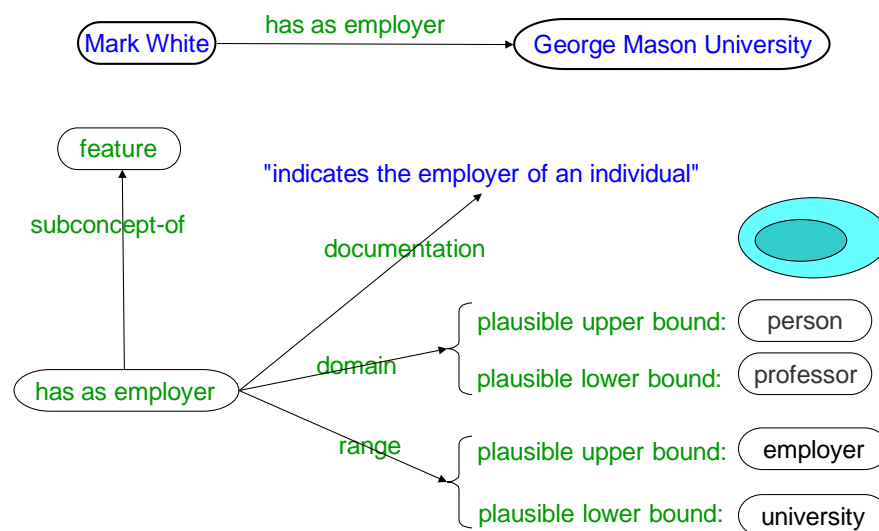 Mark White
has as employer
George Mason University
feature
"indicates the employer of an individual"
subconcept-of
documentation
plausible upper bound:
person
domain
has as employer
plausible lower bound:
professor
range
plausible upper bound:
employer
plausible lower bound:
university